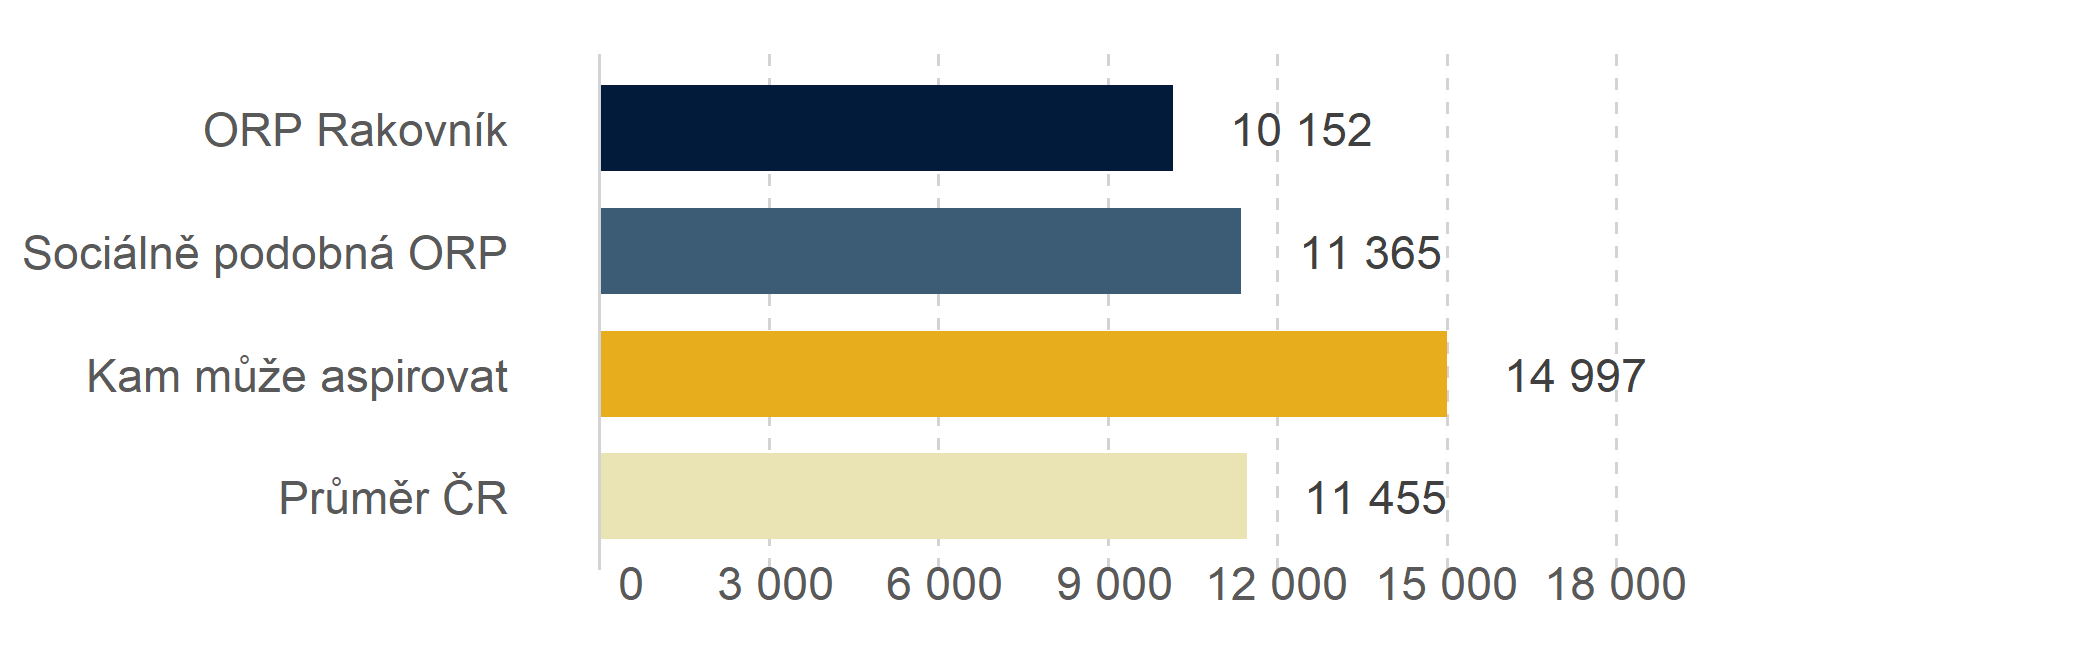 ORP Rakovník 10 152
Sociálně podobná ORP 11 365
Kam může aspirovat 14 997
Průměr ČR 11 455
0 3 000 6 000 9 000 12 000 15 000 18 000